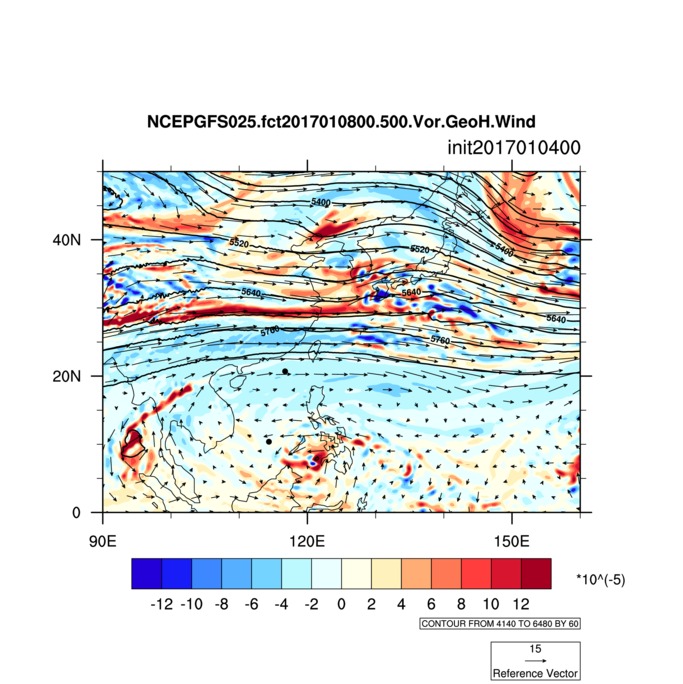 NCEPGFS025.fct2017010800.500.Vor.GeoH.Wind
init2017010400
5400
40N
5520
5520
5400
5640
5640
5640
5760
5760
20N
0
90E 120E 150E
-12 -10 -8 -6 -4 -2 0 2 4 6 8 10 12
*10^(-5)
CONTOUR FROM 4140 TO 6480 BY 60
15
Reference Vector